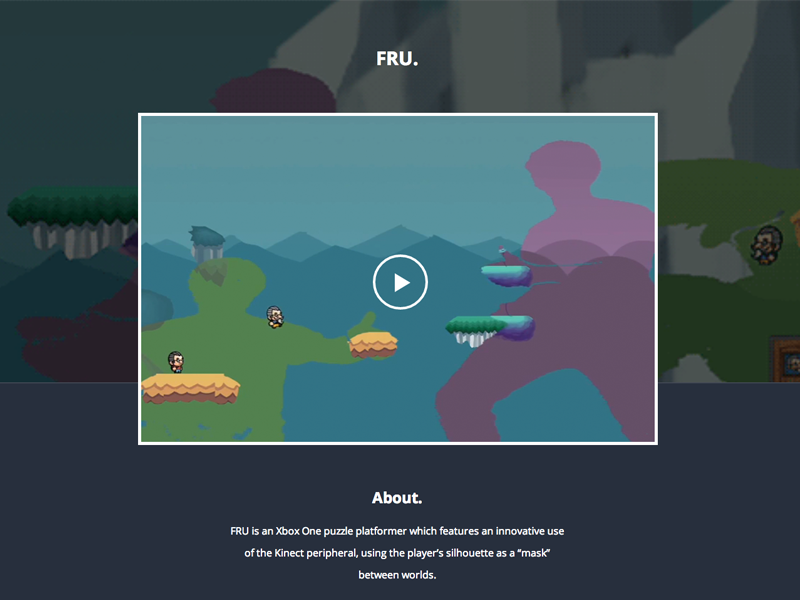 FRU.
About.
FRU is an Xbox One puzzle platformer which features an innovative use
of the Kinect peripheral, using the player’s silhouette as a “mask”
between worlds.